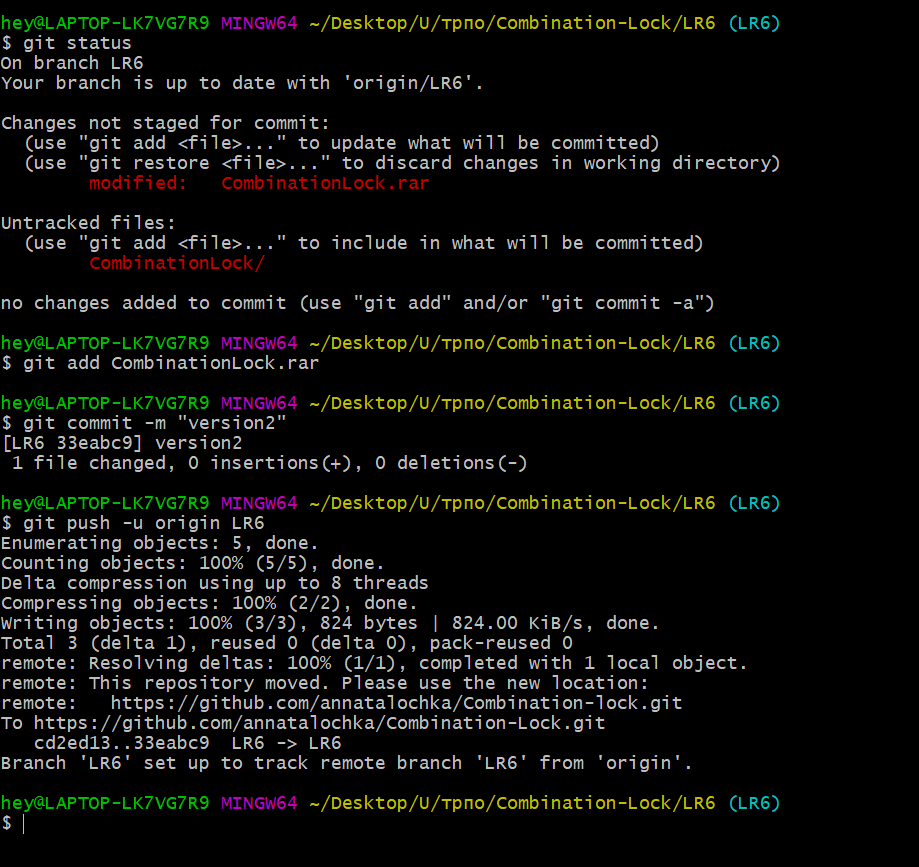 hey@LAPTOP-LK7VG7R9 MINGW64 ~/Desktop/U/трпо/Combination-Lock/LR6 (LR6)
$ git status
On branch LR6
Your branch is up to date with 'origin/LR6'.
Changes not staged for commit:
  (use "git add <file>..." to update what will be committed)
  (use "git restore <file>..." to discard changes in working directory)
        modified:   CombinationLock.rar
Untracked files:
  (use "git add <file>..." to include in what will be committed)
        CombinationLock/
no changes added to commit (use "git add" and/or "git commit -a")
hey@LAPTOP-LK7VG7R9 MINGW64 ~/Desktop/U/трпо/Combination-Lock/LR6 (LR6)
$ git add CombinationLock.rar
hey@LAPTOP-LK7VG7R9 MINGW64 ~/Desktop/U/трпо/Combination-Lock/LR6 (LR6)
$ git commit -m "version2"
[LR6 33eabc9] version2
 1 file changed, 0 insertions(+), 0 deletions(-)
hey@LAPTOP-LK7VG7R9 MINGW64 ~/Desktop/U/трпо/Combination-Lock/LR6 (LR6)
$ git push -u origin LR6
Enumerating objects: 5, done.
Counting objects: 100% (5/5), done.
Delta compression using up to 8 threads
Compressing objects: 100% (2/2), done.
Writing objects: 100% (3/3), 824 bytes | 824.00 KiB/s, done.
Total 3 (delta 1), reused 0 (delta 0), pack-reused 0
remote: Resolving deltas: 100% (1/1), completed with 1 local object.
remote: This repository moved. Please use the new location:
remote:   https://github.com/annatalochka/Combination-lock.git
To https://github.com/annatalochka/Combination-Lock.git
   cd2ed13..33eabc9  LR6 -> LR6
Branch 'LR6' set up to track remote branch 'LR6' from 'origin'.
hey@LAPTOP-LK7VG7R9 MINGW64 ~/Desktop/U/трпо/Combination-Lock/LR6 (LR6)
$